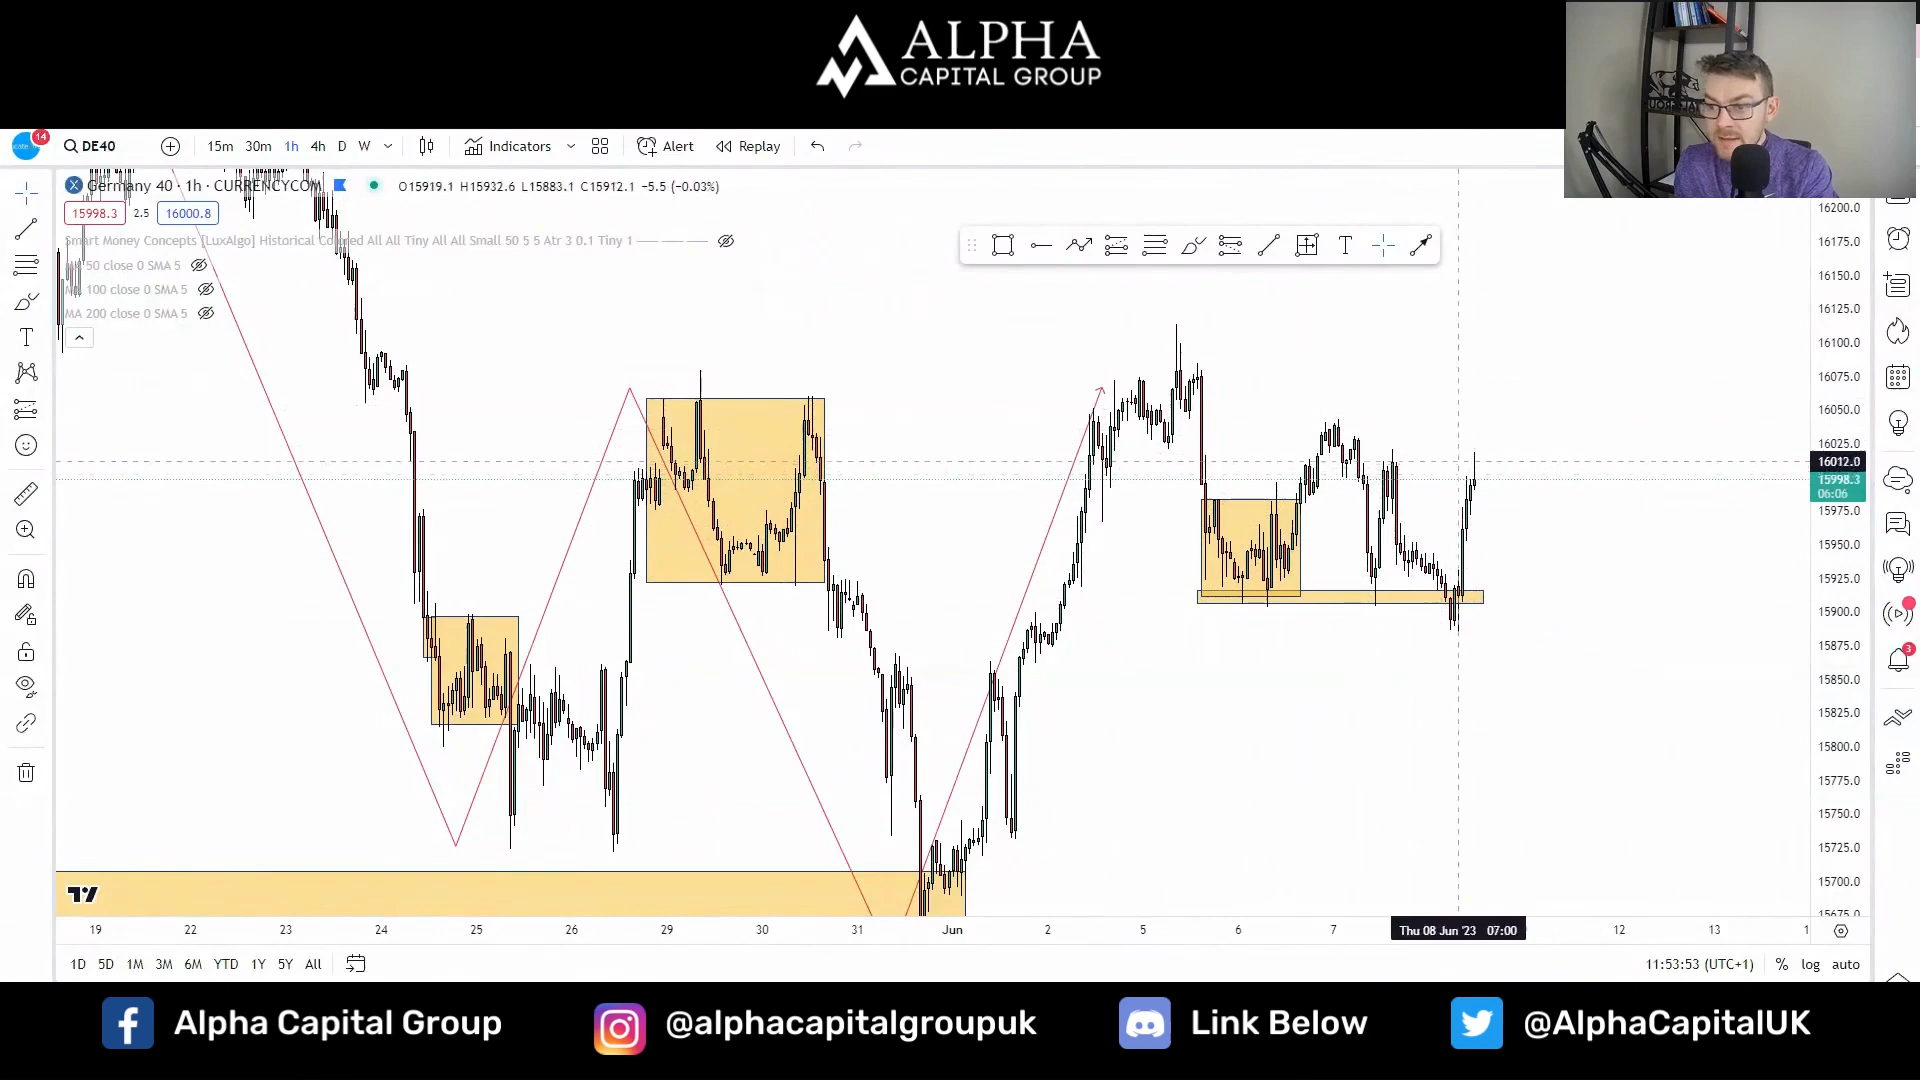 ALPHA
CAPITAL GROUP
14
DE40
15m 30m 1h 4h D W
Indicators
Alert
Replay
Germany 40 · 1h · CURRENCYCOM
O15919.1 H15932.6 L15883.1 C15912.1 −5.5 (−0.03%)
15998.3 2.5 16000.8
Smart Money Concepts [LuxAlgo] Historical Colored All All Tiny All All Small 50 5 5 Atr 3 0.1 Tiny 1
50 close 0 SMA 5
100 close 0 SMA 5
MA 200 close 0 SMA 5
T
T
16200.0
16175.0
16150.0
16125.0
16100.0
16075.0
16050.0
16025.0
16012.0
15998.3
06:06
15975.0
15950.0
15925.0
15900.0
15875.0
15850.0
15825.0
15800.0
15775.0
15750.0
15725.0
15700.0
15675.0
3
19 22 23 24 25 26 29 30 31 Jun 2 5 6 7 Thu 08 Jun '23 07:00 12 13 1
1D 5D 1M 3M 6M YTD 1Y 5Y All
11:53:53 (UTC+1) % log auto
Alpha Capital Group
@alphacapitalgroupuk
Link Below
@AlphaCapitalUK